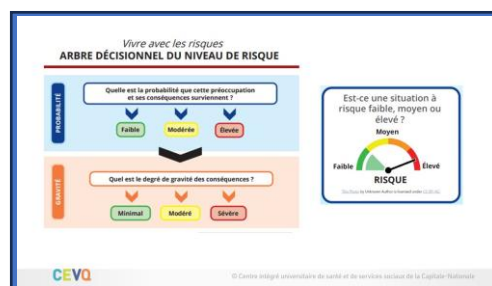 Vivre avec les risques
ARBRE DÉCISIONNEL DU NIVEAU DE RISQUE
PROBABILITÉ
Quelle est la probabilité que cette préoccupation
et ses conséquences surviennent ?
Faible
Modérée
Élevée
GRAVITÉ
Quel est le degré de gravité des conséquences ?
Minimal
Modéré
Sévère
Est-ce une situation à
risque faible, moyen ou
élevé ?
Moyen
Faible
Élevé
RISQUE
CEVQ
© Centre intégré universitaire de santé et de services sociaux de la Capitale-Nationale